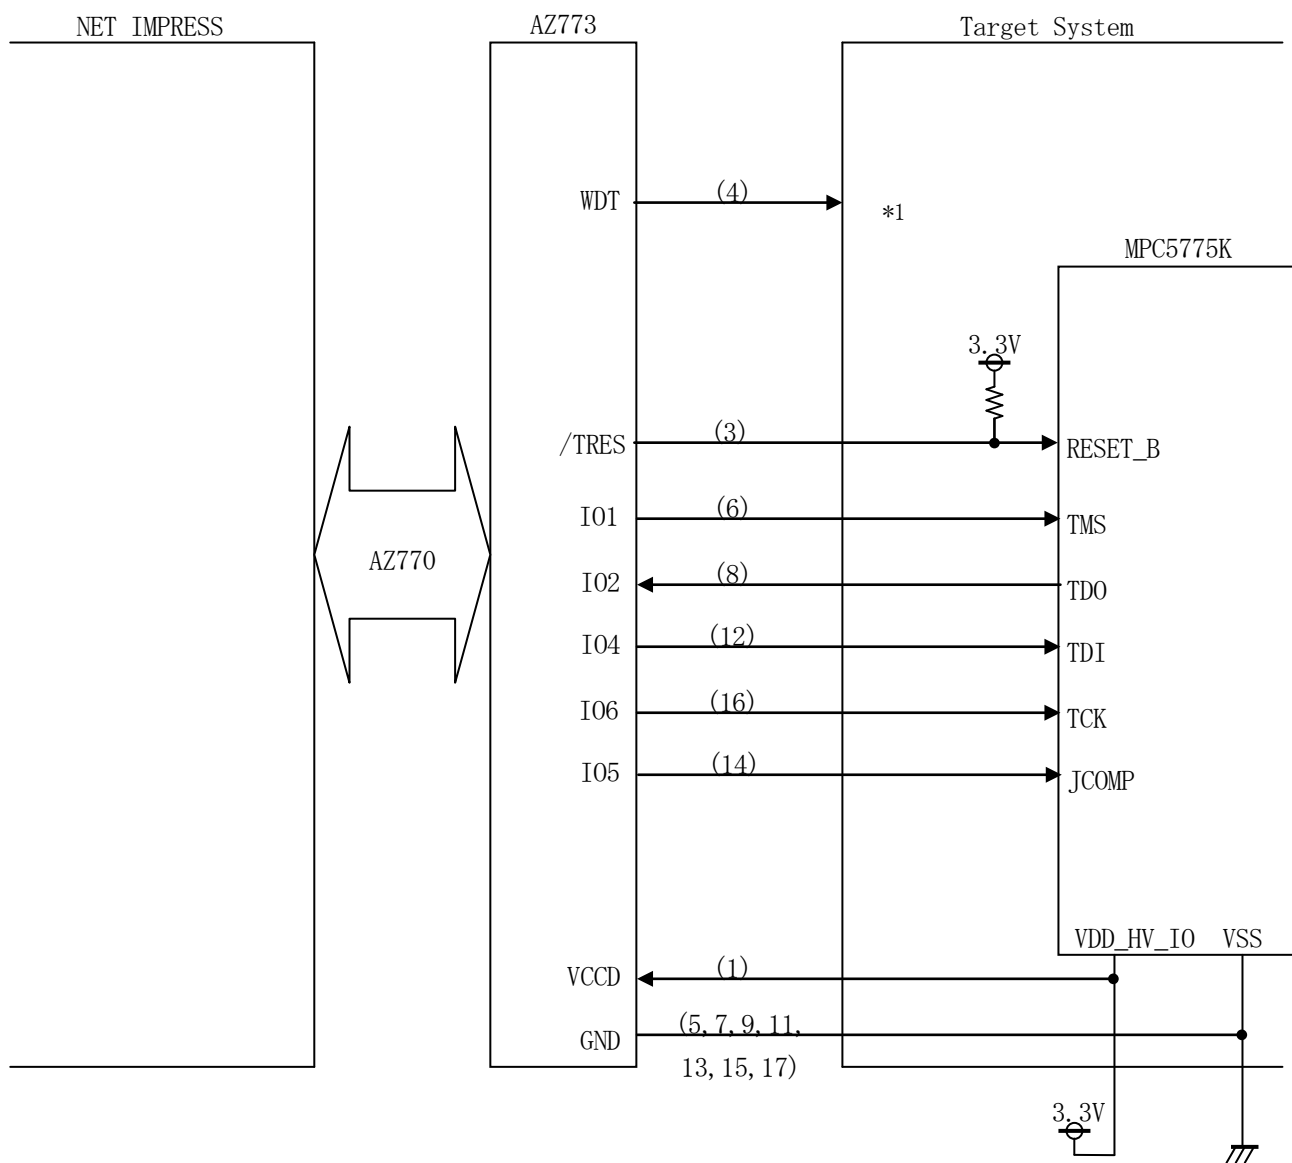 NET IMPRESS
AZ773
Target System
WDT
(4)
*1
MPC5775K
3.3V
/TRES
(3)
RESET_B
IO1
(6)
TMS
AZ770
IO2
(8)
TDO
IO4
(12)
TDI
IO6
(16)
TCK
IO5
(14)
JCOMP
VDD_HV_IO
VSS
VCCD
(1)
GND
(5,7,9,11,
13,15,17)
3.3V